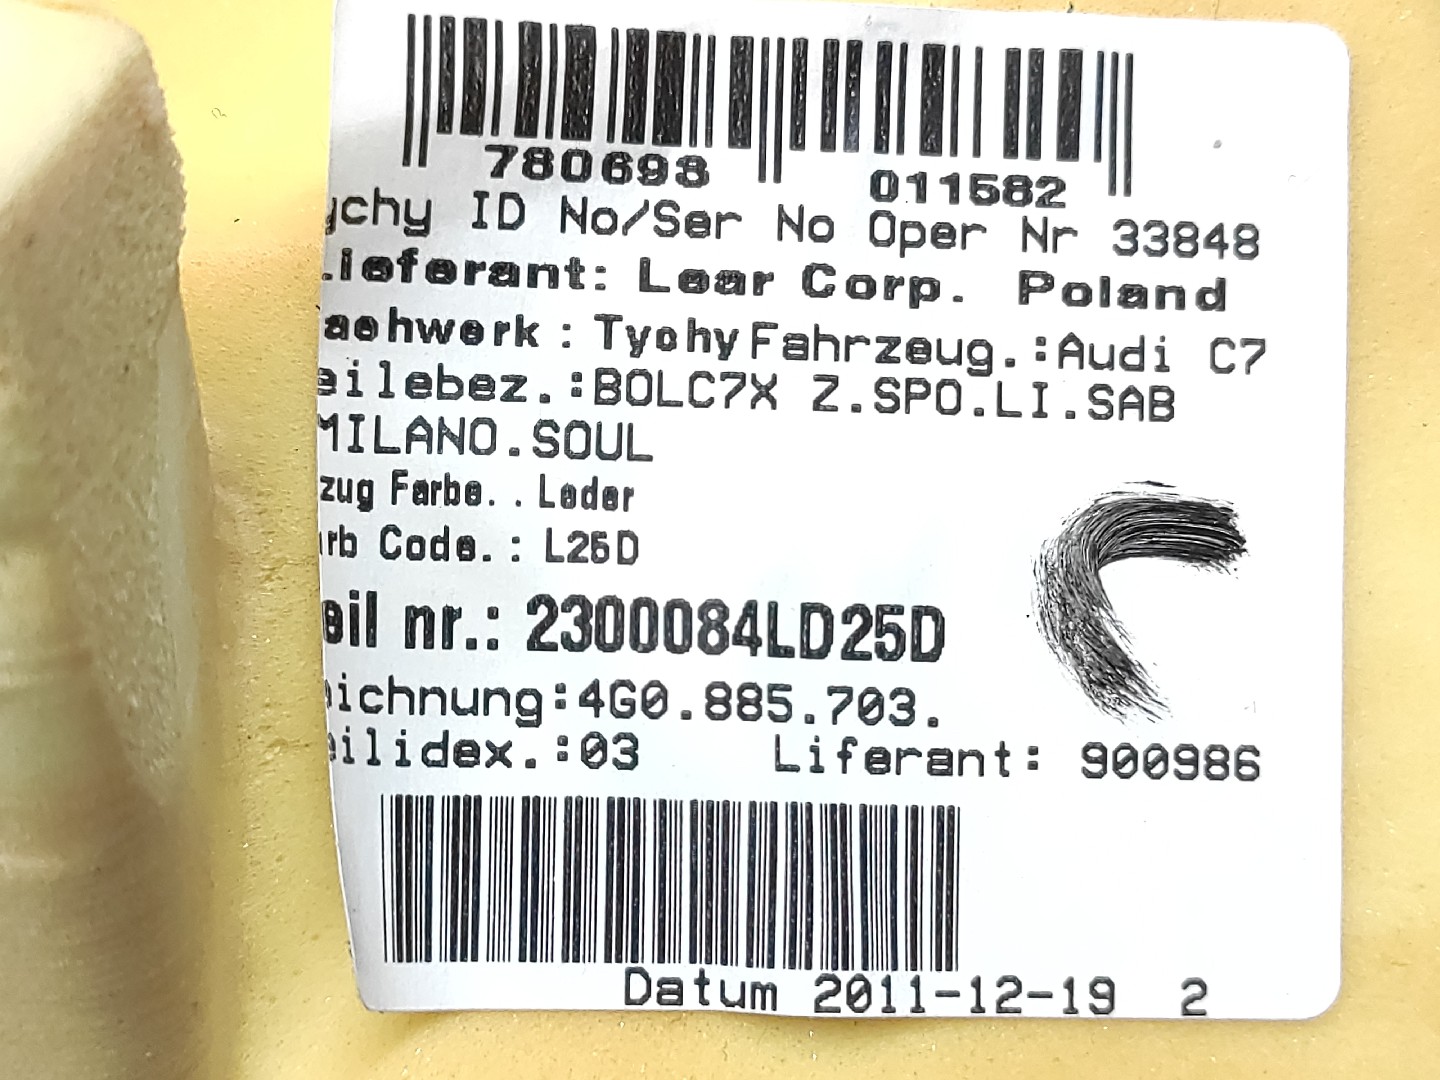 780693 011582
ychy ID No/Ser No Oper Nr 33848
.ieferant: Lear Corp. Poland
achwerk : Tychy Fahrzeug.:Audi C7
eilebez.:BOLC7X Z.SPO.LI.SAB
MILANO.SOUL
zug Farbe. . Leder
rb Code. : L25D
eil nr.: 2300084LD25D
ichnung:4G0.885.703.
eilidex.:03 Liferant: 900986
Datum 2011-12-19 2